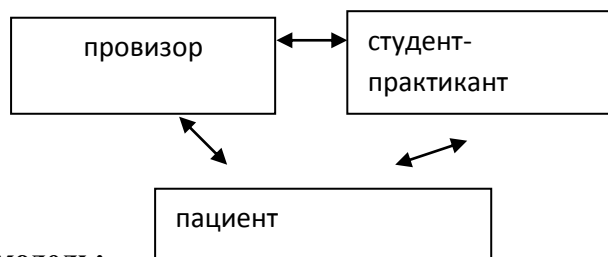 провизор
студент-
практикант
пациент